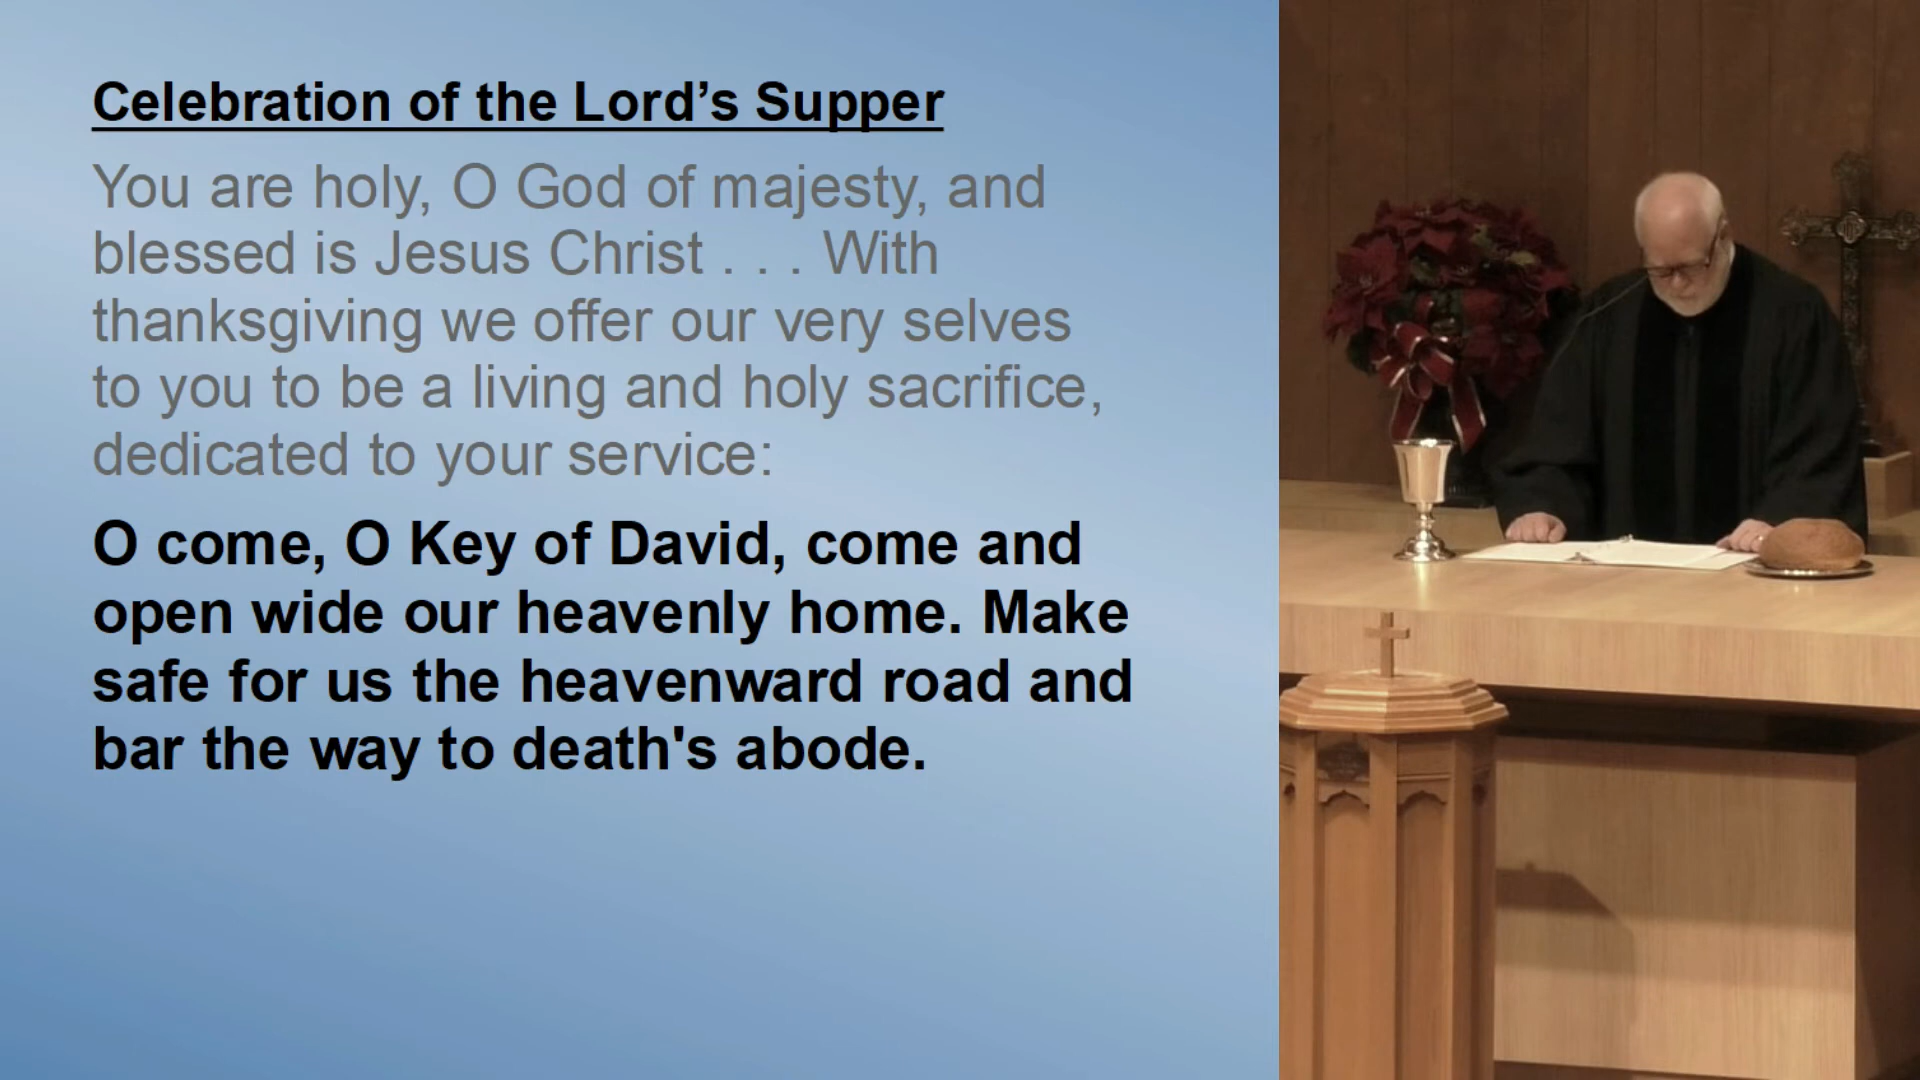 Celebration of the Lord’s Supper
You are holy, O God of majesty, and
blessed is Jesus Christ . . . With
thanksgiving we offer our very selves
to you to be a living and holy sacrifice,
dedicated to your service:
O come, O Key of David, come and
open wide our heavenly home. Make
safe for us the heavenward road and
bar the way to death's abode.